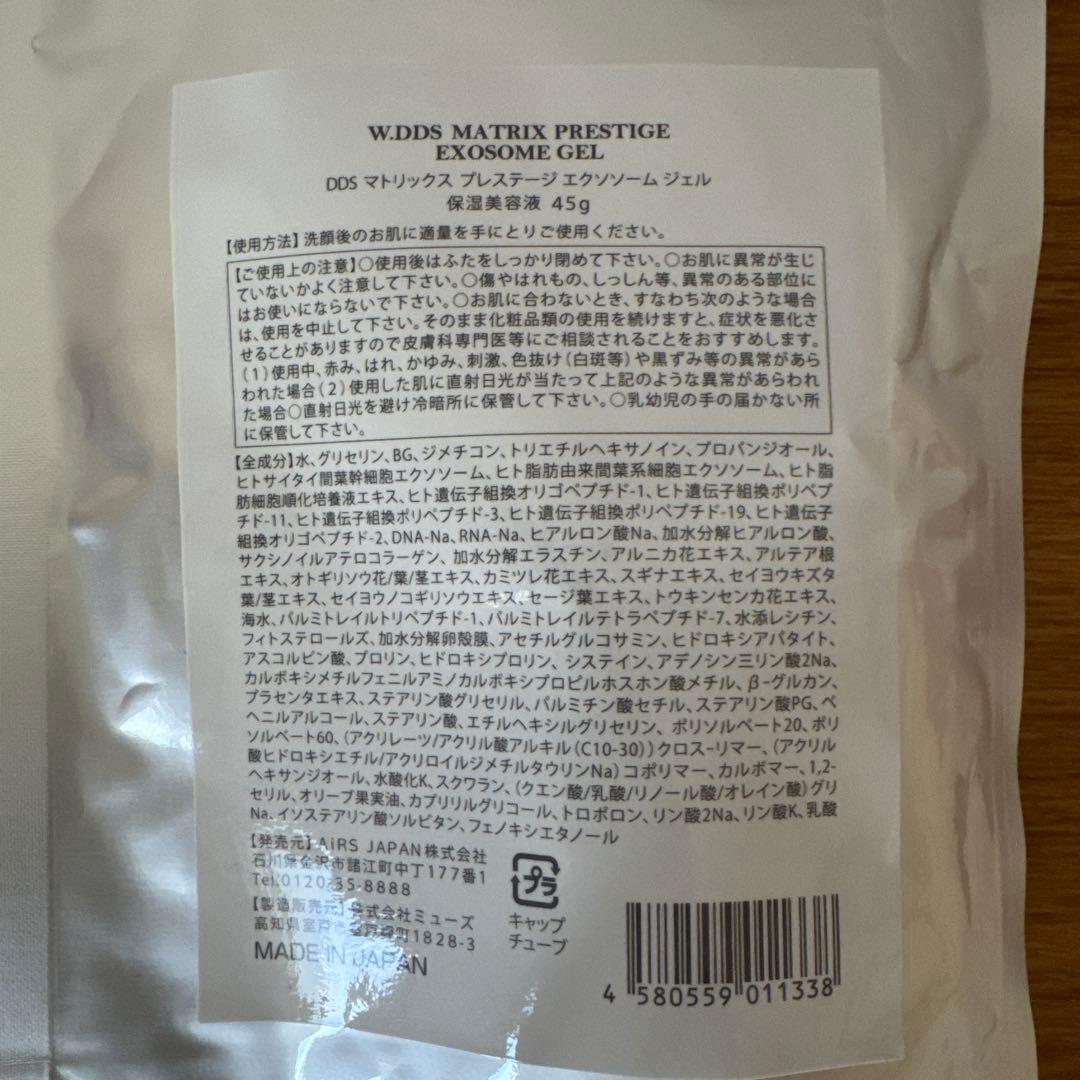 W.DDS MATRIX PRESTIGE
EXOSOME GEL
DDS マトリックス プレステージ エクソソーム ジェル
保湿美容液 45g
【使用方法】洗顔後のお肌に適量を手にとりご使用ください。
【ご使用上の注意】○使用後はふたをしっかり閉めて下さい。○お肌に異常が生じ
ていないかよく注意して下さい。○傷やはれもの、しっしん等、異常のある部位に
はお使いにならないで下さい。○お肌に合わないとき、すなわち次のような場合
は、使用を中止して下さい。そのまま化粧品類の使用を続けますと、症状を悪化さ
せることがありますので皮膚科専門医等にご相談されることをおすすめします。
(1)使用中、赤み、はれ、かゆみ、刺激、色抜け(白斑等)や黒ずみ等の異常があら
われた場合(2)使用した肌に直射日光が当たって上記のような異常があらわれ
た場合○直射日光を避け冷暗所に保管して下さい。○乳幼児の手の届かない所
に保管して下さい。
【全成分】水、グリセリン、BG、ジメチコン、トリエチルヘキサノイン、プロパンジオール、
ヒトサイタイ間葉幹細胞エクソソーム、ヒト脂肪由来間葉系細胞エクソソーム、ヒト脂
肪細胞順化培養液エキス、ヒト遺伝子組換オリゴペプチド-1、ヒト遺伝子組換ポリペプ
チド-11、ヒト遺伝子組換ポリペプチド-3、ヒト遺伝子組換ポリペプチド-19、ヒト遺伝子
組換オリゴペプチド-2、DNA-Na、RNA-Na、ヒアルロン酸Na、加水分解ヒアルロン酸、
サクシノイルアテロコラーゲン、加水分解エラスチン、アルニカ花エキス、アルテア根
エキス、オトギリソウ花/葉/茎エキス、カミツレ花エキス、スギナエキス、セイヨウキズタ
葉/茎エキス、セイヨウノコギリソウエキス、セージ葉エキス、トウキンセンカ花エキス、
海水、パルミトイルトリペプチド-1、パルミトレイルテトラペプチド-7、水添レシチン、
フィトステロールズ、加水分解卵殻膜、アセチルグルコサミン、ヒドロキシアパタイト、
アスコルビン酸、プロリン、ヒドロキシプロリン、システイン、アデノシン三リン酸2Na、
カルボキシメチルフェニルアミノカルボキシプロピルホスホン酸メチル、β-グルカン、
プラセンタエキス、ステアリン酸グリセリル、パルミチン酸セチル、ステアリン酸PG、ベ
ヘニルアルコール、ステアリン酸、エチルヘキシルグリセリン、ポリソルベート20、ポリ
ソルベート60、(アクリレーツ/アクリル酸アルキル(C10-30))クロス-リマー、(アクリル
酸ヒドロキシエチル/アクリロイルジメチルタウリンNa)コポリマー、カルボマー、1,2-
ヘキサンジオール、水酸化K、スクワラン、(クエン酸/乳酸/リノール酸/オレイン酸)グリ
セリル、オリーブ果実油、カプリリルグリコール、トロポロン、リン酸2Na、リン酸K、乳酸
Na、イソステアリン酸ソルビタン、フェノキシエタノール
【発売元】AiRS JAPAN株式会社
石川県金沢市諸江町中丁177番1
Tel.0120-35-8888
【製造販売元】株式会社ミューズ
高知県室戸市室戸岬町1828-3
MADE IN JAPAN
プラ
キャップ
チューブ
4 580559 011338